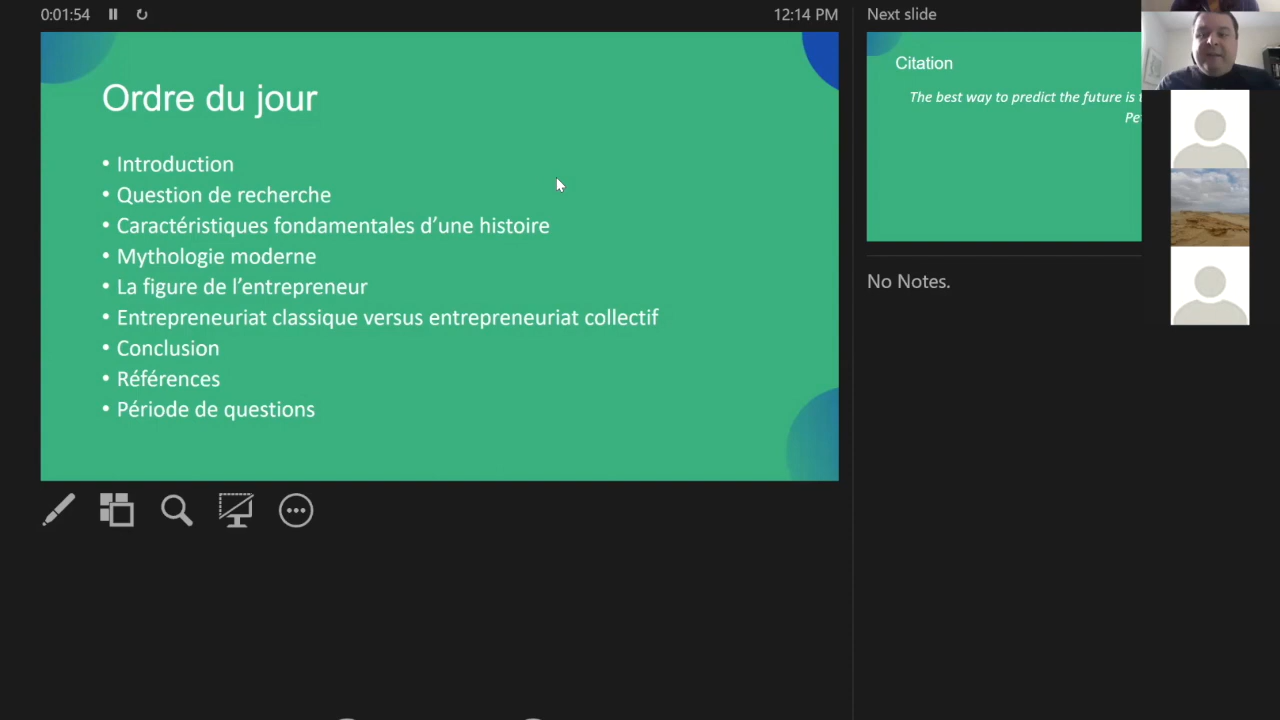 0:01:54
12:14 PM
Next slide
Ordre du jour
• Introduction
• Question de recherche
• Caractéristiques fondamentales d’une histoire
• Mythologie moderne
• La figure de l’entrepreneur
• Entrepreneuriat classique versus entrepreneuriat collectif
• Conclusion
• Références
• Période de questions
Citation
The best way to predict the future is
No Notes.